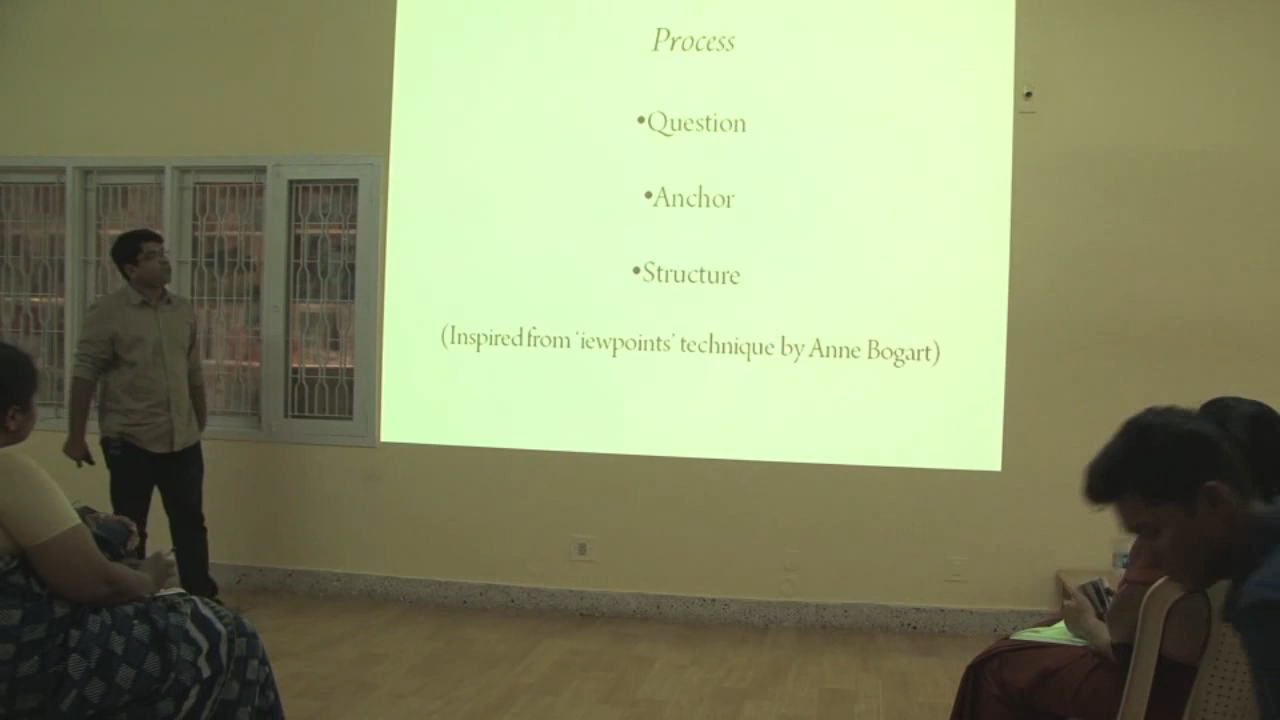 Process
•Question
•Anchor
•Structure
(Inspired from ‘iewpoints’ technique by Anne Bogart)